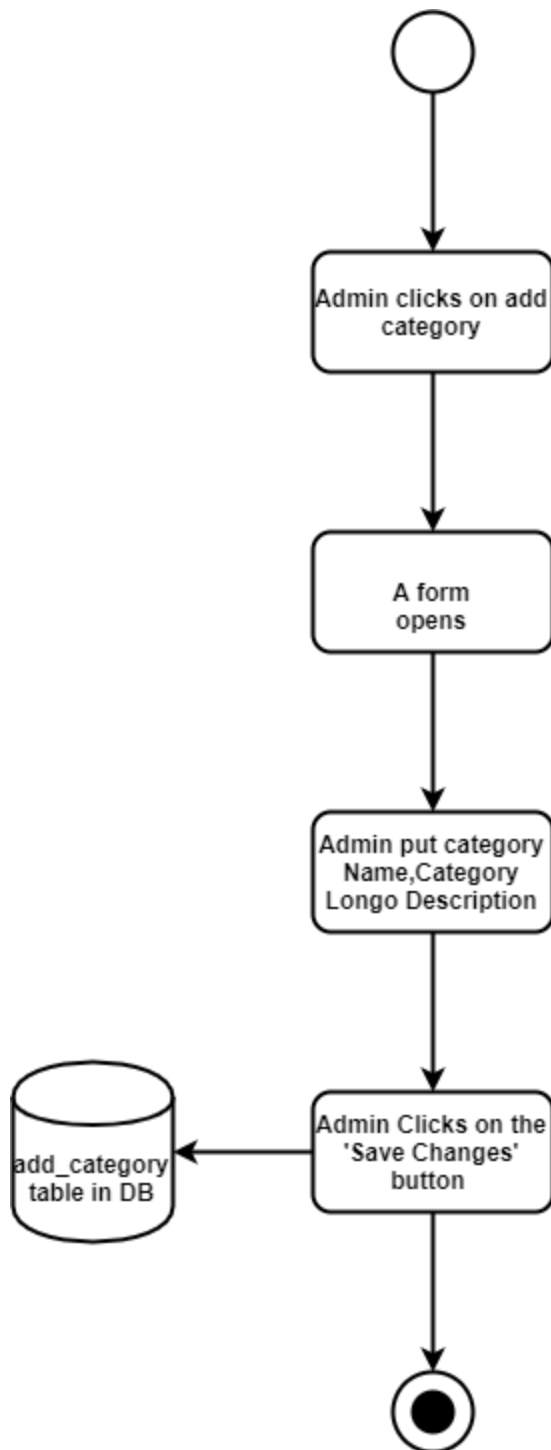 Admin clicks on add
category
A form
opens
Admin put category
Name,Category
Longo Description
Admin Clicks on the
'Save Changes'
button
add_category
table in DB